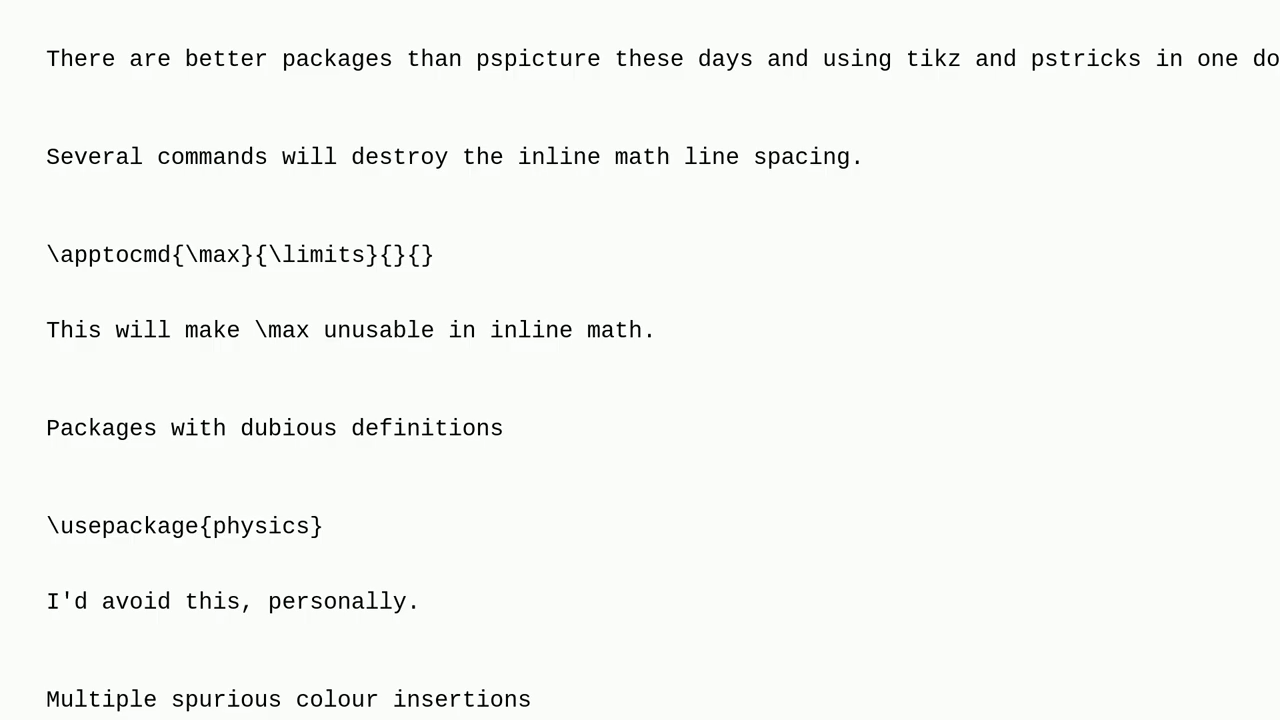 There are better packages than pspicture these days and using tikz and pstricks in one do
Several commands will destroy the inline math line spacing.
\apptocmd{\max}{\limits}{}{}
This will make \max unusable in inline math.
Packages with dubious definitions
\usepackage{physics}
I'd avoid this, personally.
Multiple spurious colour insertions